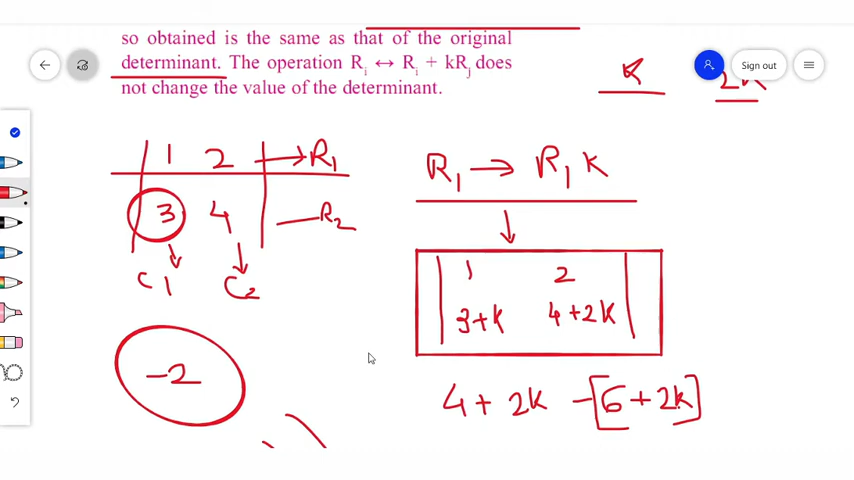 so obtained is the same as that of the original
determinant. The operation Rᵢ ↔ Rᵢ + kRⱼ does
not change the value of the determinant.
K 2K
Sign out
1 2 → R₁
3 4 — R₂
C1 C2
-2
R₁ → R₁ K
1 2
3+K 4+2K
4+ 2K -[6+2K]